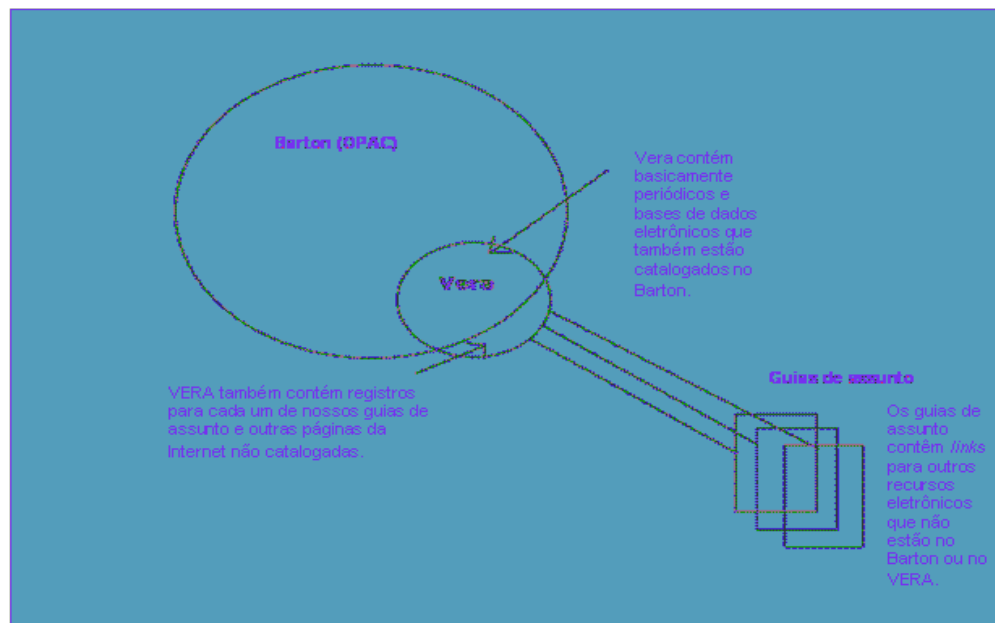 Barton (OPAC)
Vera contém
basicamente
periódicos e
bases de dados
eletrônicos que
também estão
catalogados no
Barton.
Vera
VERA também contém registros
para cada um de nossos guias de
assunto e outras páginas da
Internet não catalogadas.
Guias de assunto
Os guias de
assunto
contêm links
para outros
recursos
eletrônicos
que não
estão no
Barton ou no
VERA.